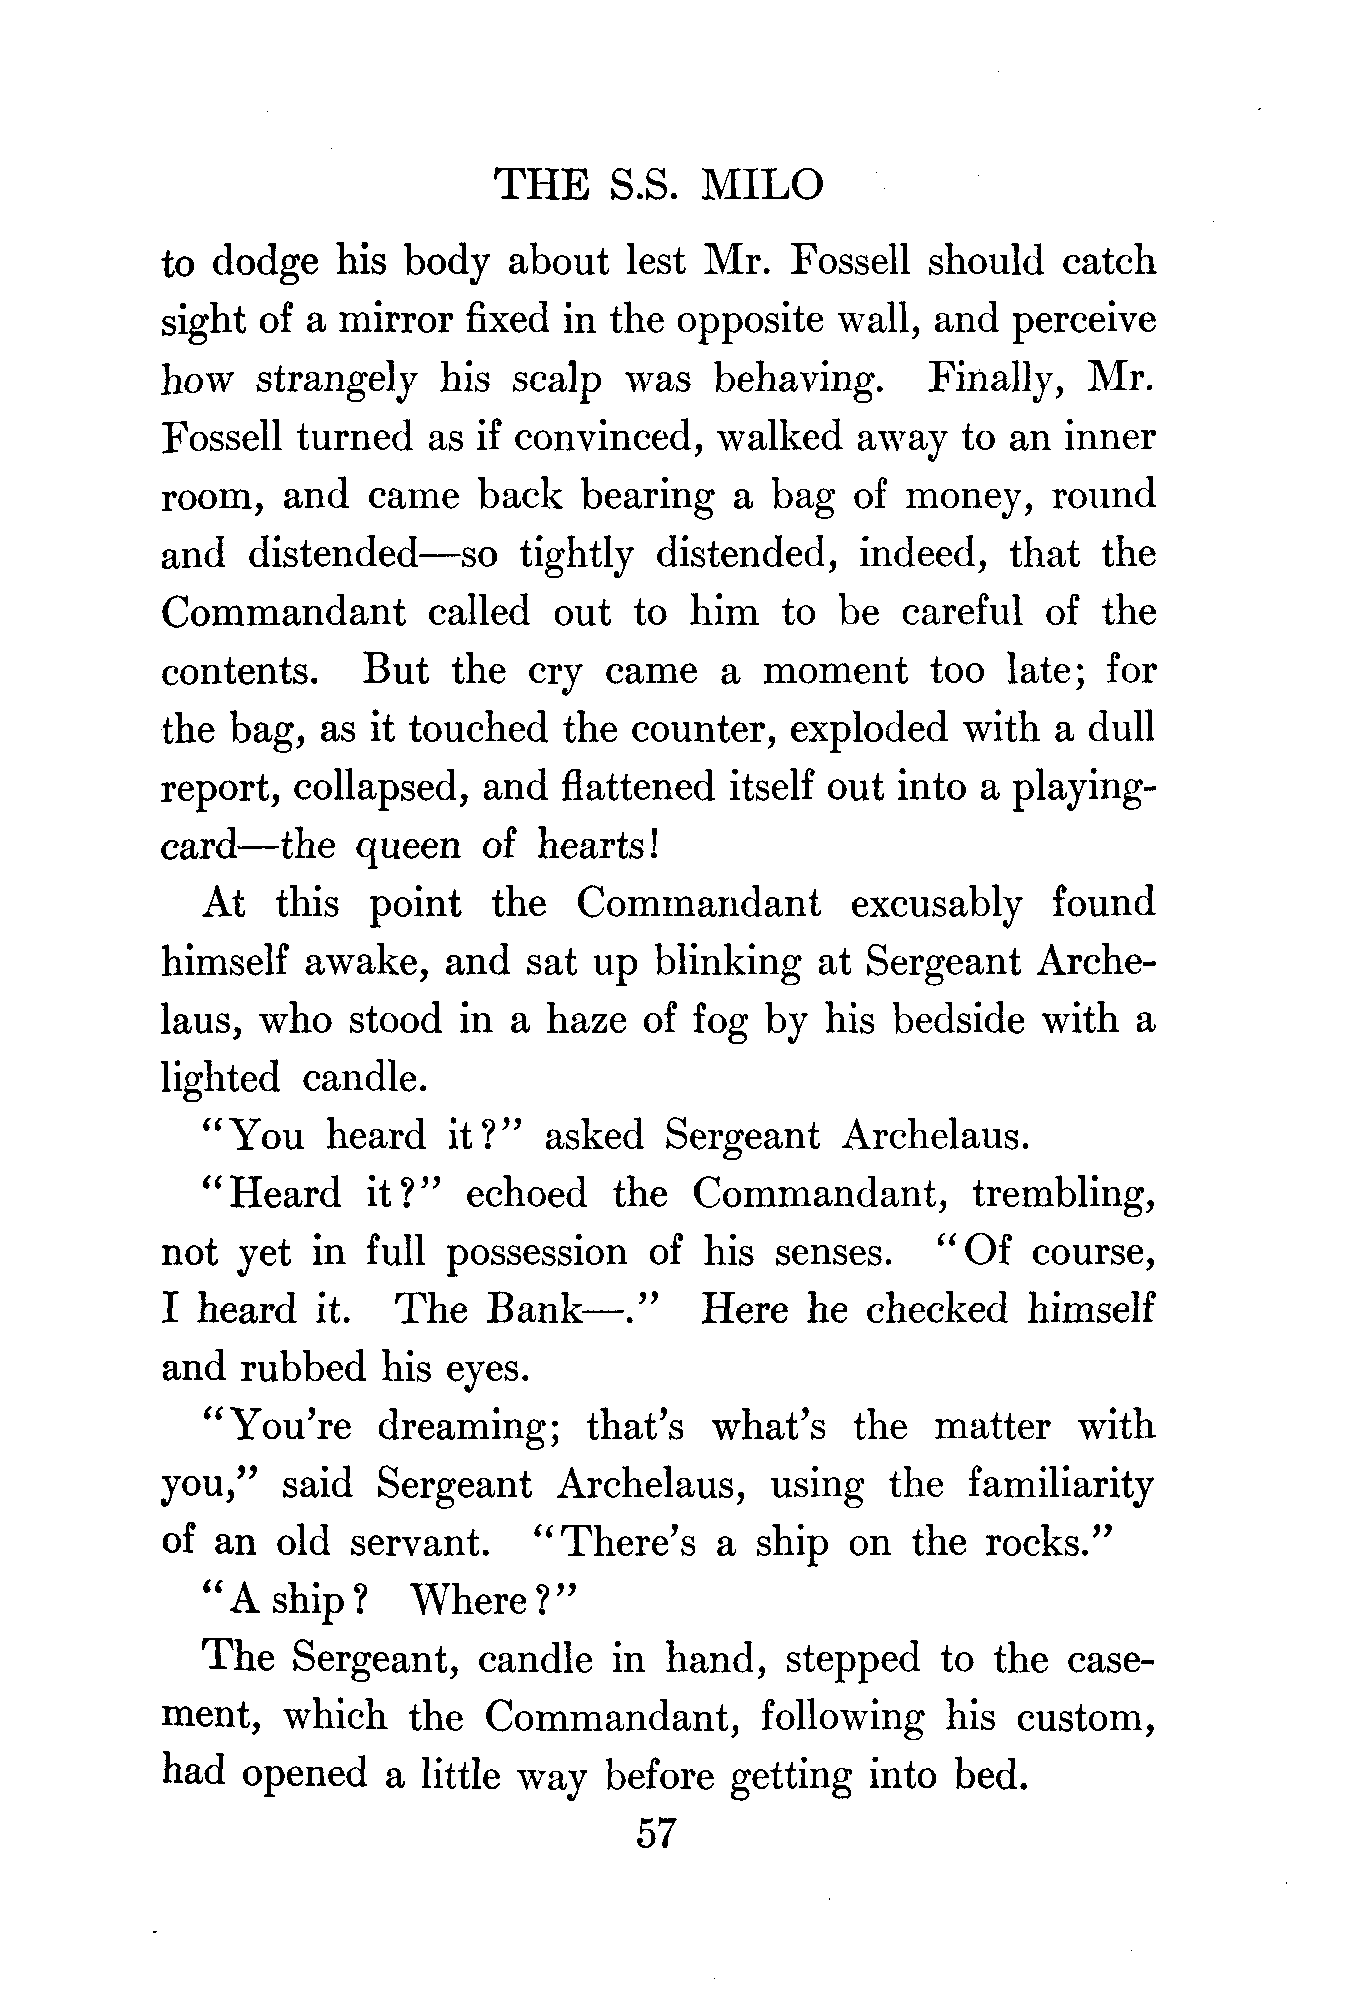 THE S.S. MILO
to dodge his body about lest Mr. Fossell should catch
sight of a mirror fixed in the opposite wall, and perceive
how strangely his scalp was behaving. Finally, Mr.
Fossell turned as if convinced, walked away to an inner
room, and came back bearing a bag of money, round
and distended—so tightly distended, indeed, that the
Commandant called out to him to be careful of the
contents. But the cry came a moment too late; for
the bag, as it touched the counter, exploded with a dull
report, collapsed, and flattened itself out into a playing-
card—the queen of hearts!
At this point the Commandant excusably found
himself awake, and sat up blinking at Sergeant Arche-
laus, who stood in a haze of fog by his bedside with a
lighted candle.
“You heard it?” asked Sergeant Archelaus.
“Heard it?” echoed the Commandant, trembling,
not yet in full possession of his senses. “Of course,
I heard it. The Bank—.” Here he checked himself
and rubbed his eyes.
“You're dreaming; that's what's the matter with
you,” said Sergeant Archelaus, using the familiarity
of an old servant. “There's a ship on the rocks.”
“A ship? Where?”
The Sergeant, candle in hand, stepped to the case-
ment, which the Commandant, following his custom,
had opened a little way before getting into bed.
57